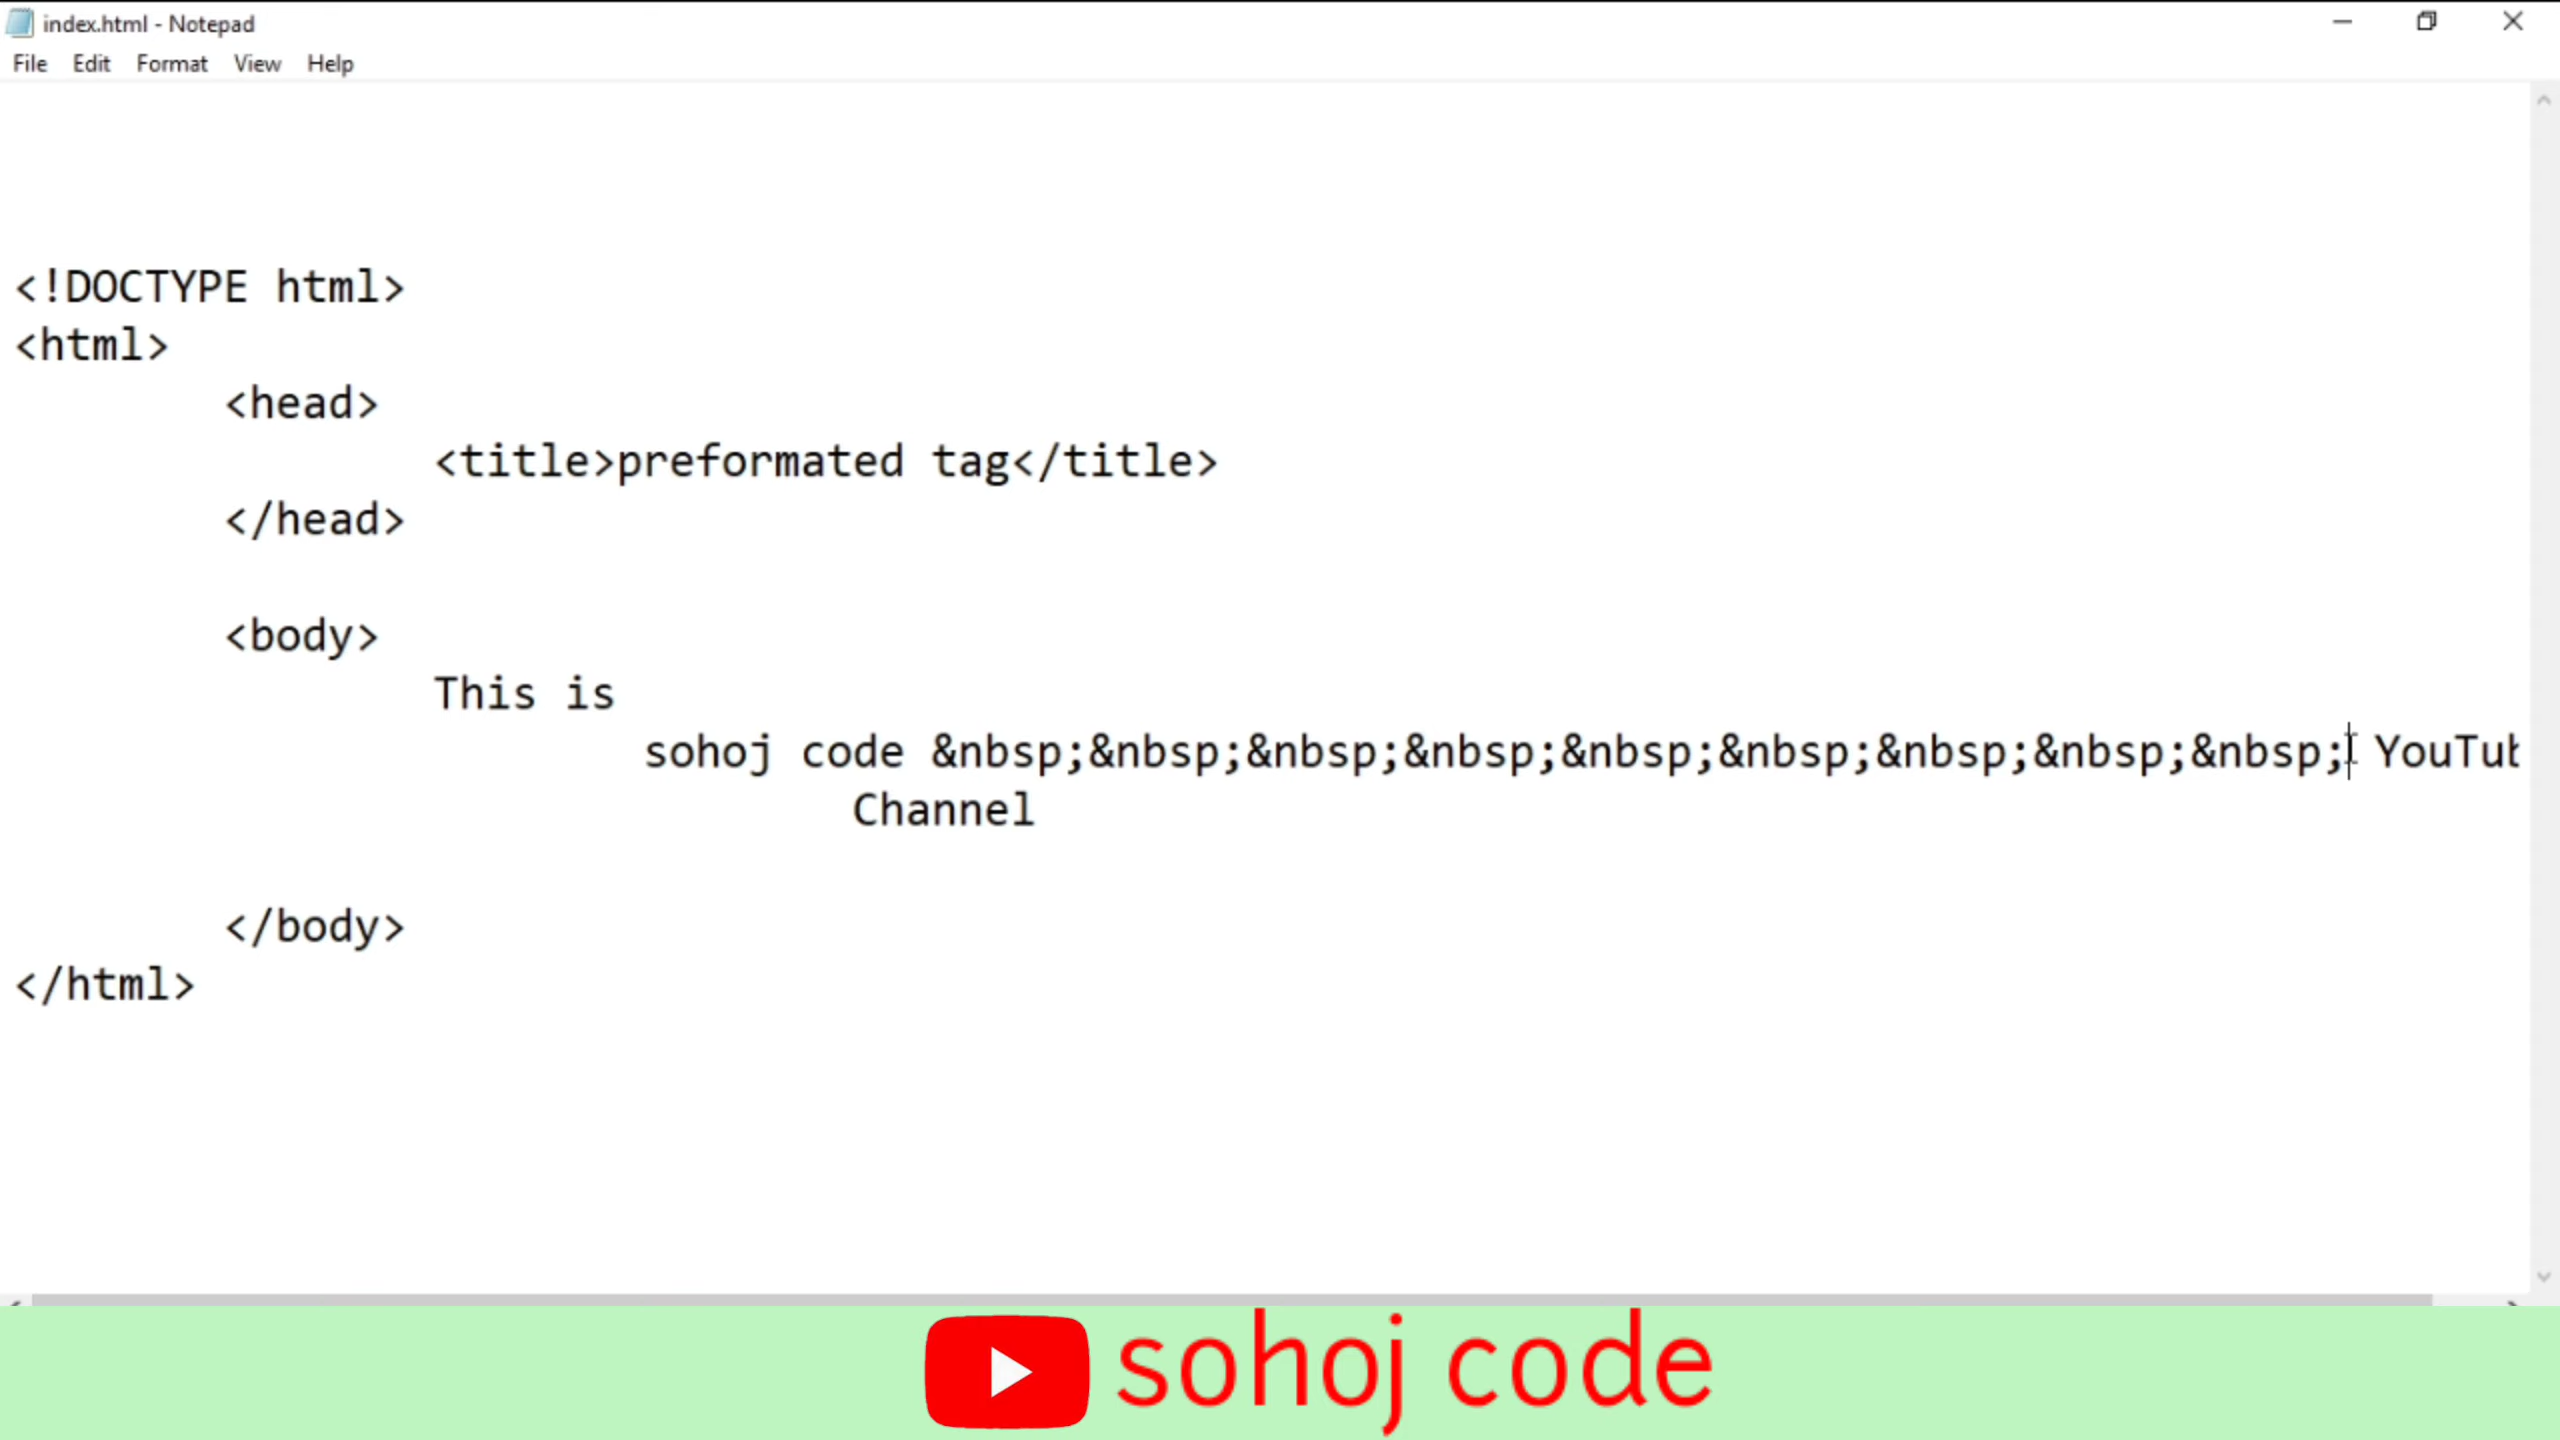 index.html - Notepad
File Edit Format View Help
<!DOCTYPE html>
<html>
<head>
<title>preformated tag</title>
</head>
<body>
This is
sohoj code &nbsp;&nbsp;&nbsp;&nbsp;&nbsp;&nbsp;&nbsp;&nbsp;&nbsp; YouTub
Channel
</body>
</html>
sohoj code